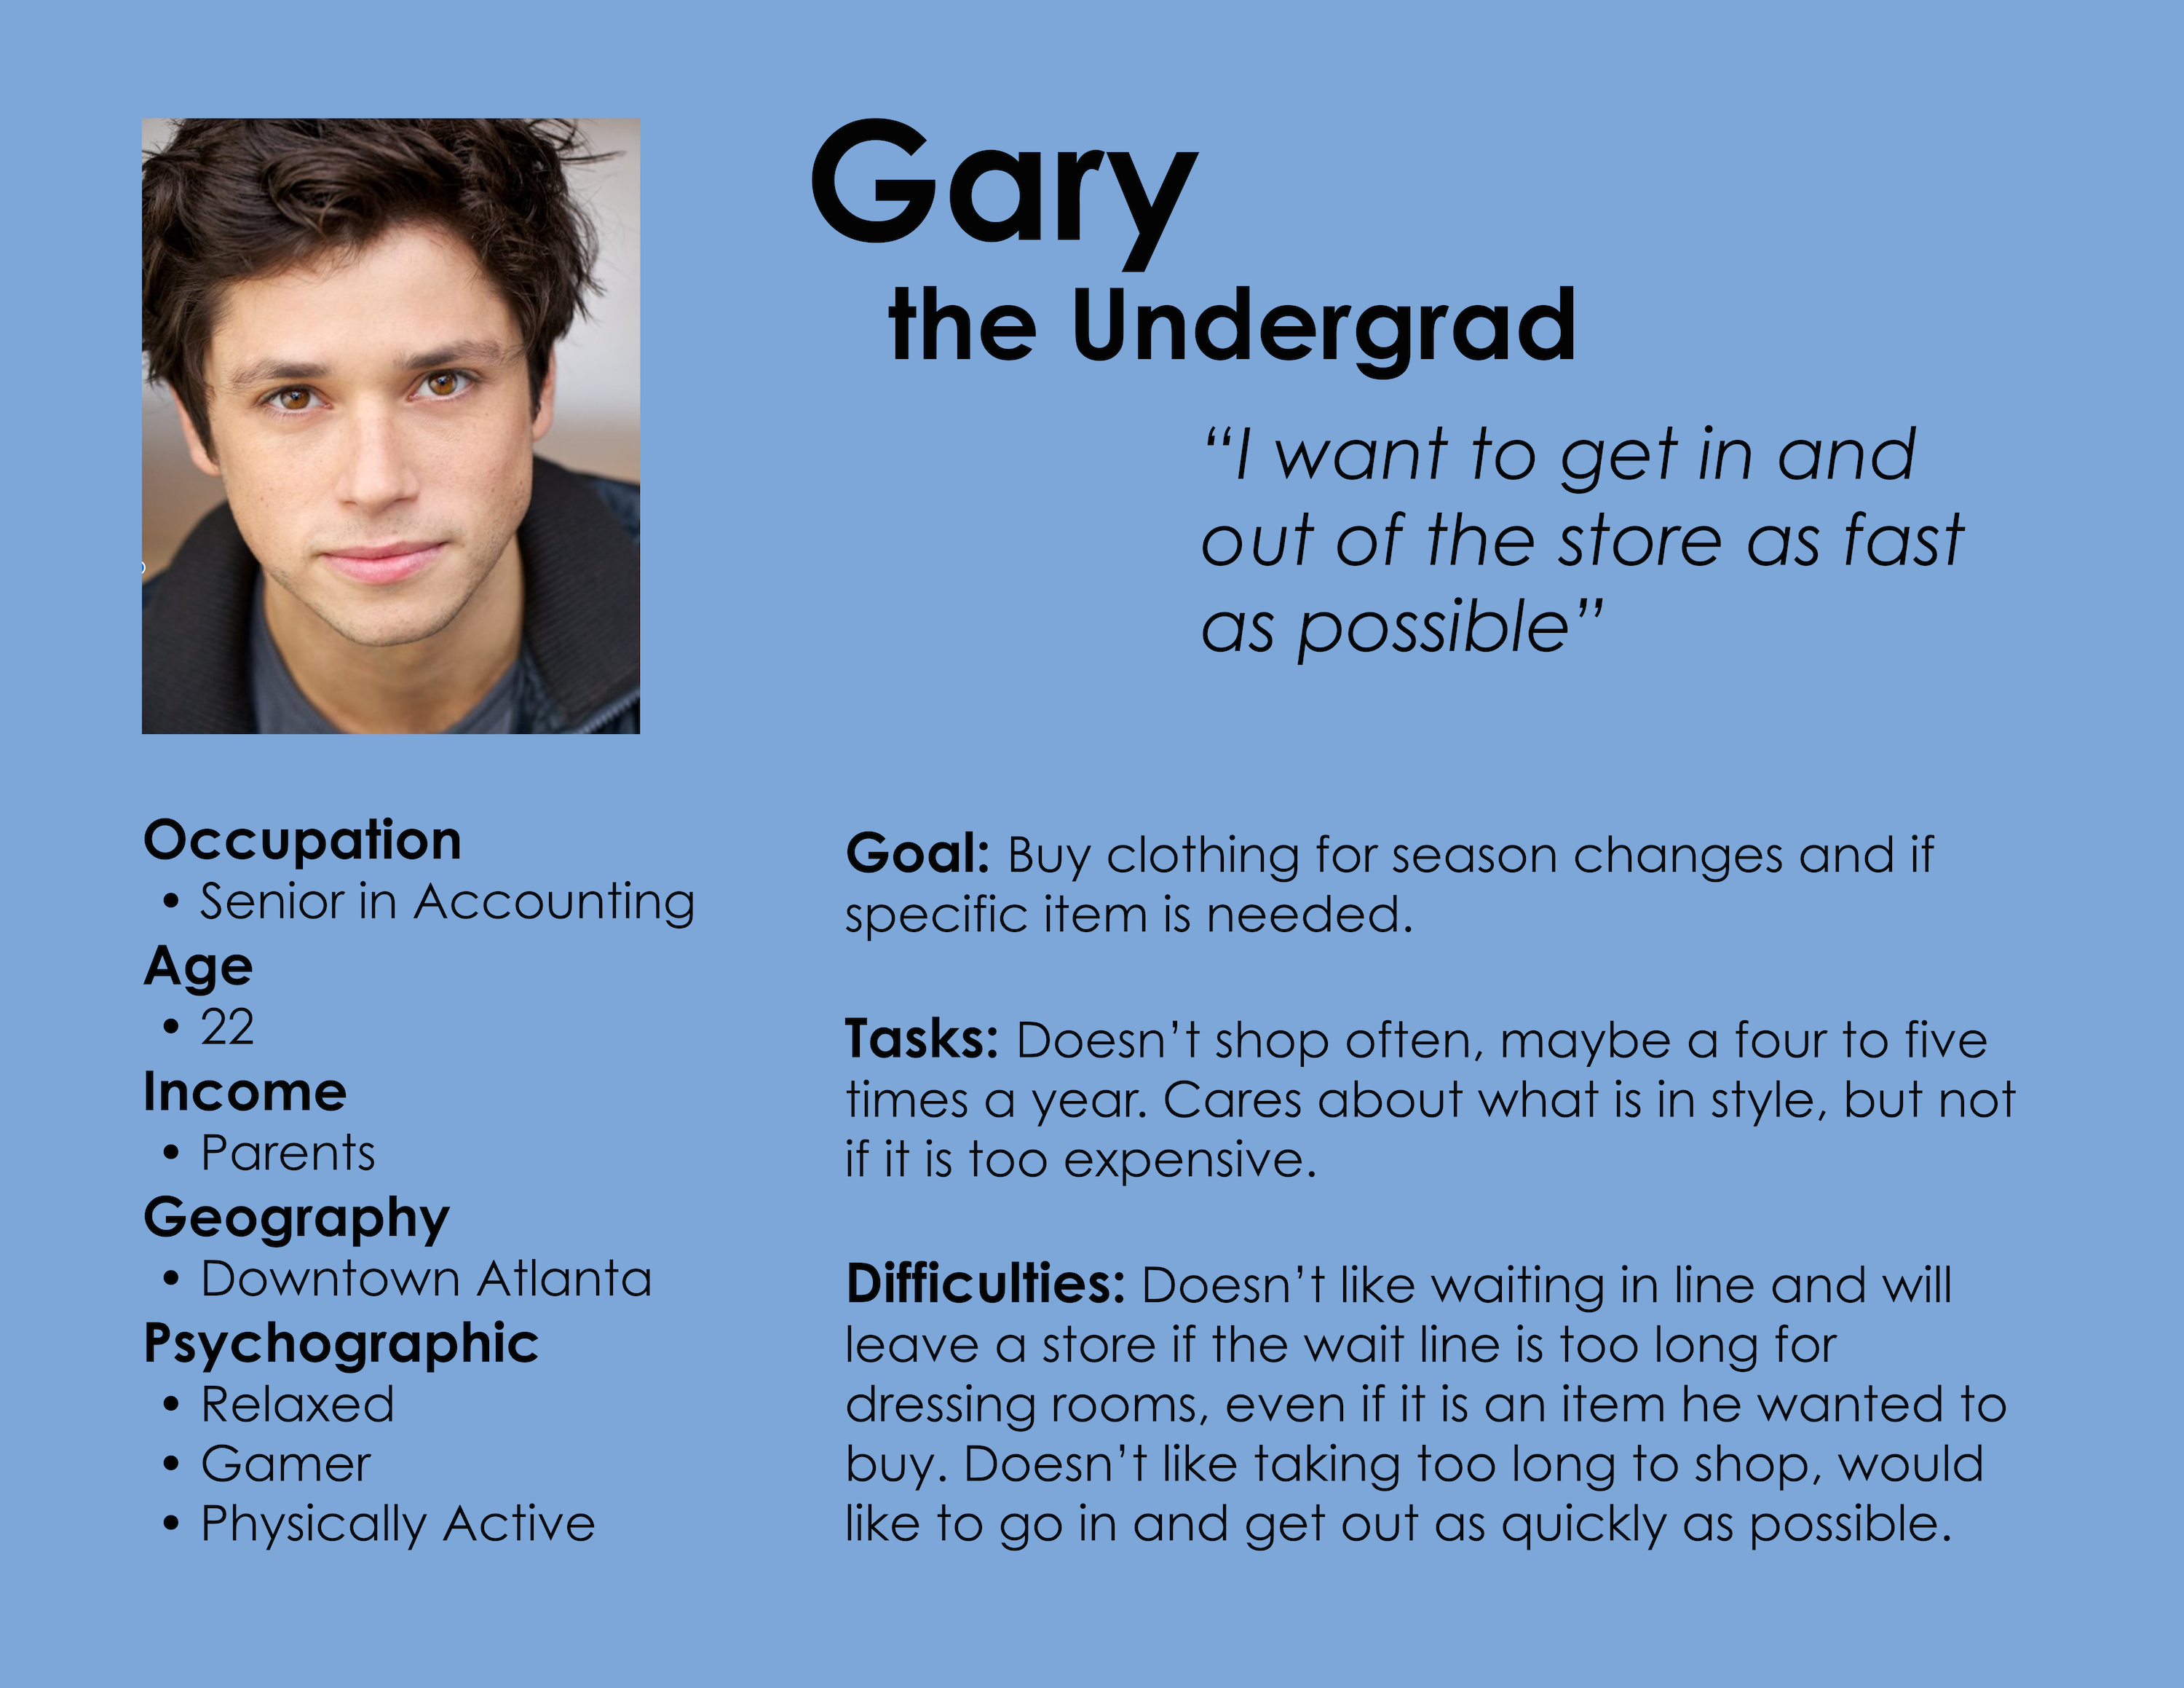 Gary
the Undergrad
“I want to get in and
out of the store as fast
as possible”
Occupation
• Senior in Accounting
Age
• 22
Income
• Parents
Geography
• Downtown Atlanta
Psychographic
• Relaxed
• Gamer
• Physically Active
Goal: Buy clothing for season changes and if
specific item is needed.
Tasks: Doesn’t shop often, maybe a four to five
times a year. Cares about what is in style, but not
if it is too expensive.
Difficulties: Doesn’t like waiting in line and will
leave a store if the wait line is too long for
dressing rooms, even if it is an item he wanted to
buy. Doesn’t like taking too long to shop, would
like to go in and get out as quickly as possible.